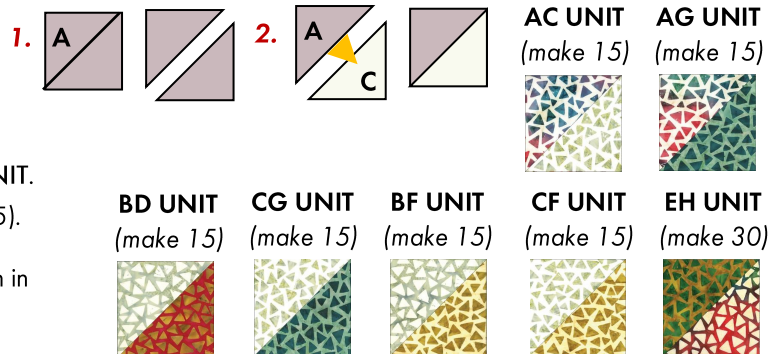 1.
A
2.
A
C
AC UNIT
(make 15)
AG UNIT
(make 15)
NIT.
5).
n in
BD UNIT
(make 15)
CG UNIT
(make 15)
BF UNIT
(make 15)
CF UNIT
(make 15)
EH UNIT
(make 30)